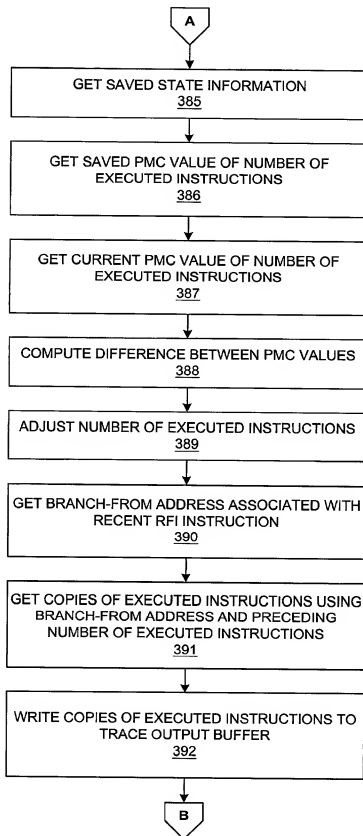 A
GET SAVED STATE INFORMATION
385
GET SAVED PMC VALUE OF NUMBER OF
EXECUTED INSTRUCTIONS
386
GET CURRENT PMC VALUE OF NUMBER OF
EXECUTED INSTRUCTIONS
387
COMPUTE DIFFERENCE BETWEEN PMC VALUES
388
ADJUST NUMBER OF EXECUTED INSTRUCTIONS
389
GET BRANCH-FROM ADDRESS ASSOCIATED WITH
RECENT RFI INSTRUCTION
390
GET COPIES OF EXECUTED INSTRUCTIONS USING
BRANCH-FROM ADDRESS AND PRECEDING
NUMBER OF EXECUTED INSTRUCTIONS
391
WRITE COPIES OF EXECUTED INSTRUCTIONS TO
TRACE OUTPUT BUFFER
392
B